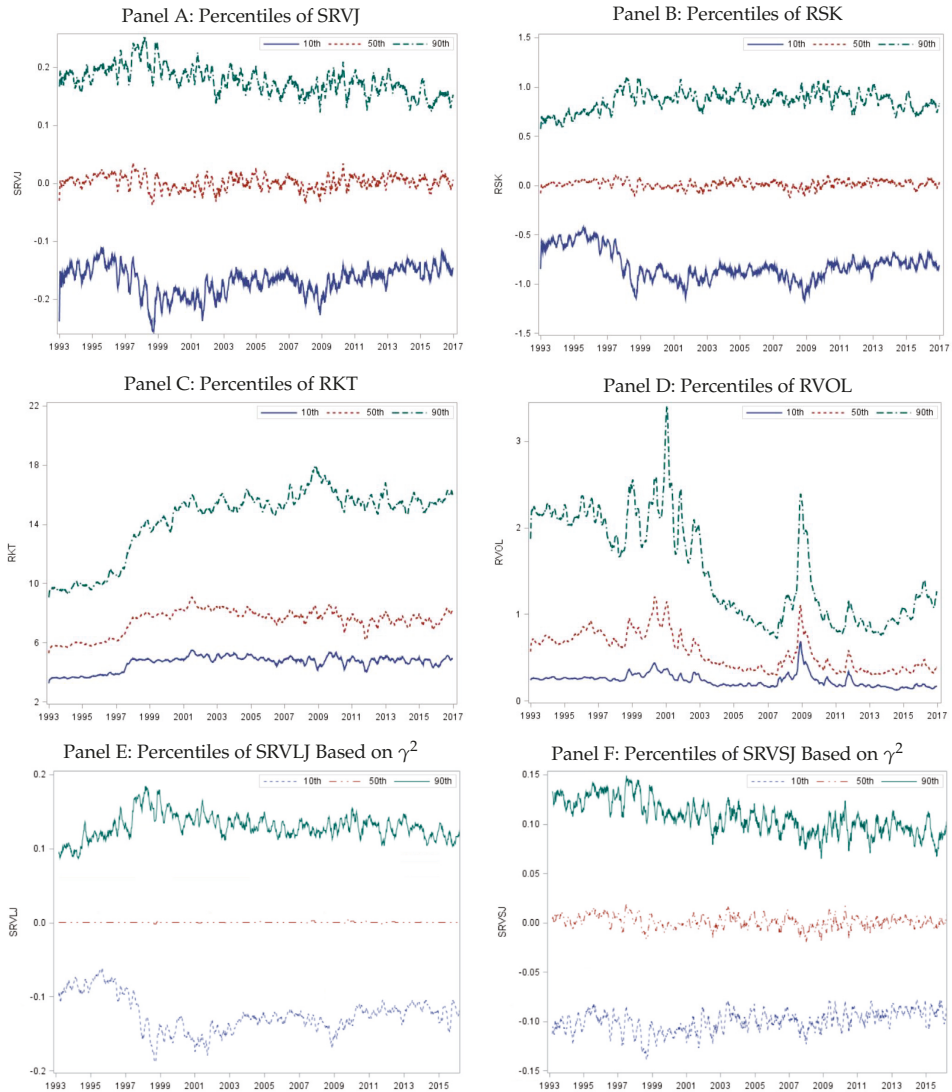 Panel A: Percentiles of SRVJ
10th 50th 90th
0.2
0.1
0.0
-0.1
-0.2
SRVJ
1993 1995 1997 1999 2001 2003 2005 2007 2009 2011 2013 2015 2017
Panel B: Percentiles of RSK
10th 50th 90th
1.5
1.0
0.5
0.0
-0.5
-1.0
-1.5
RSK
1993 1995 1997 1999 2001 2003 2005 2007 2009 2011 2013 2015 2017
Panel C: Percentiles of RKT
10th 50th 90th
22
18
14
10
6
2
RKT
1993 1995 1997 1999 2001 2003 2005 2007 2009 2011 2013 2015 2017
Panel D: Percentiles of RVOL
10th 50th 90th
3
2
1
0
RVOL
1993 1995 1997 1999 2001 2003 2005 2007 2009 2011 2013 2015 2017
Panel E: Percentiles of SRVLJ Based on γ²
10th 50th 90th
0.2
0.1
0.0
-0.1
-0.2
SRVLJ
1993 1995 1997 1999 2001 2003 2005 2007 2009 2011 2013 2015
Panel F: Percentiles of SRVSJ Based on γ²
10th 50th 90th
0.15
0.10
0.05
0.00
-0.05
-0.10
-0.15
SRVSJ
1993 1995 1997 1999 2001 2003 2005 2007 2009 2011 2013 2015